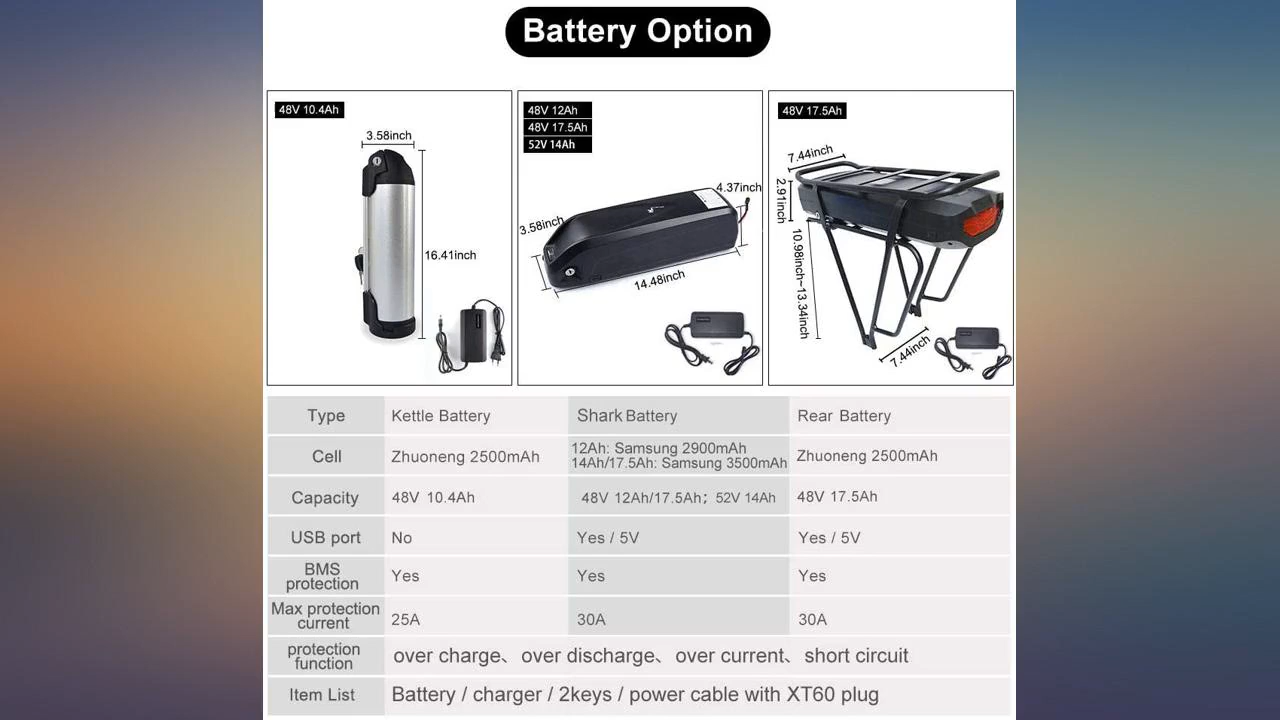 Battery Option
48V 10.4Ah
3.58inch
16.41inch
48V 12Ah
48V 17.5Ah
52V 14Ah
4.37inch
3.58inch
14.48inch
48V 17.5Ah
7.44inch
2.91inch
10.98inch~13.34inch
7.44inch
Type Kettle Battery Shark Battery Rear Battery
Cell Zhuoneng 2500mAh 12Ah: Samsung 2900mAh 14Ah/17.5Ah: Samsung 3500mAh Zhuoneng 2500mAh
Capacity 48V 10.4Ah 48V 12Ah/17.5Ah; 52V 14Ah 48V 17.5Ah
USB port No Yes / 5V Yes / 5V
BMS protection Yes Yes Yes
Max protection current 25A 30A 30A
protection function over charge、over discharge、over current、short circuit
Item List Battery / charger / 2keys / power cable with XT60 plug